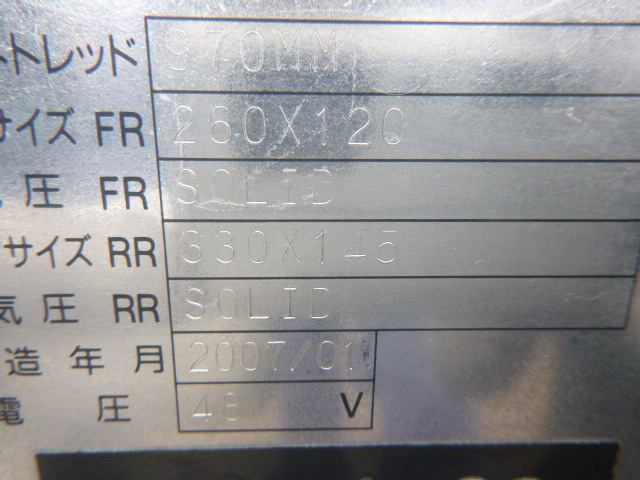 トレッド 970MM
サイズ FR 260X120
圧 FR SOLID
サイズ RR 330X145
気圧 RR SOLID
造年月 2007/01
電圧 48 V